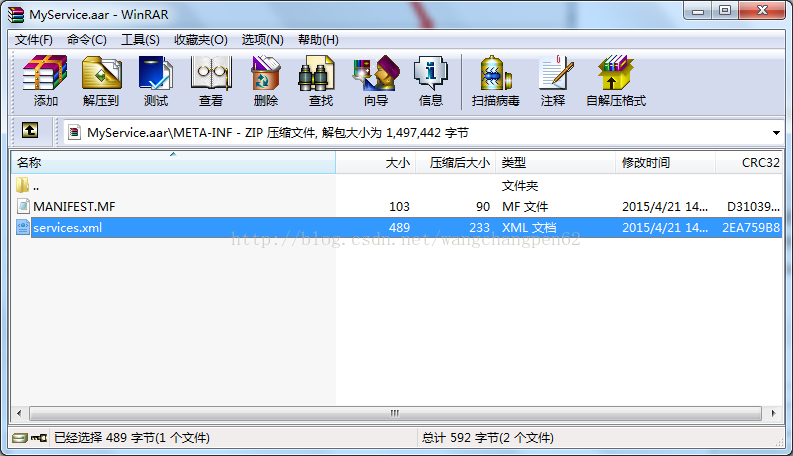 MyService.aar - WinRAR
文件(F) 命令(C) 工具(S) 收藏夹(O) 选项(N) 帮助(H)
添加 解压到 测试 查看 删除 查找 向导 信息 扫描病毒 注释 自解压格式
MyService.aar\META-INF - ZIP 压缩文件, 解包大小为 1,497,442 字节
名称 大小 压缩后大小 类型 修改时间 CRC32
.. 文件夹
MANIFEST.MF 103 90 MF 文件 2015/4/21 14... D31039...
services.xml 489 233 XML 文档 2015/4/21 14... 2EA759B8
http://blog.csdn.net/wangchangpen62
已经选择 489 字节(1 个文件) 总计 592 字节(2 个文件)